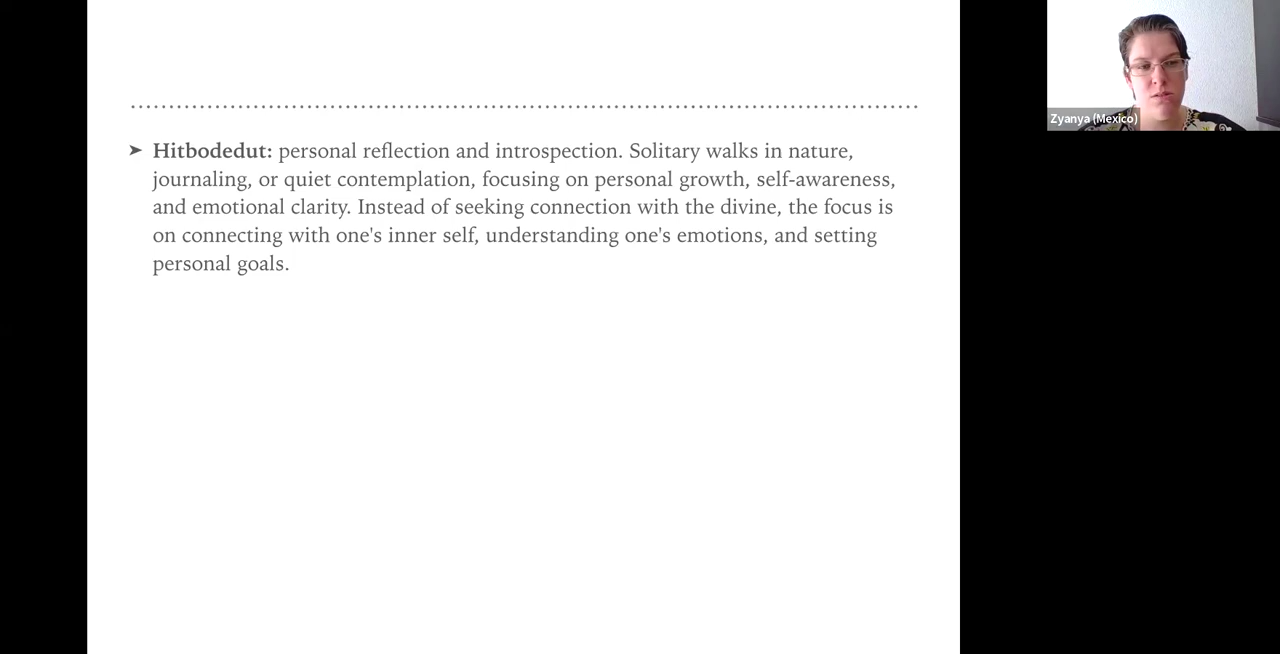 ➤ Hitbodedut: personal reflection and introspection. Solitary walks in nature,
journaling, or quiet contemplation, focusing on personal growth, self-awareness,
and emotional clarity. Instead of seeking connection with the divine, the focus is
on connecting with one's inner self, understanding one's emotions, and setting
personal goals.
Zyanya (Mexico)